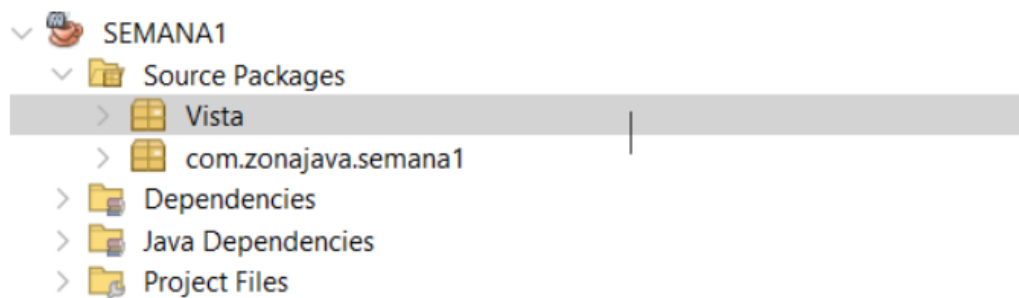 SEMANA1
Source Packages
Vista
com.zonajava.semana1
Dependencies
Java Dependencies
Project Files